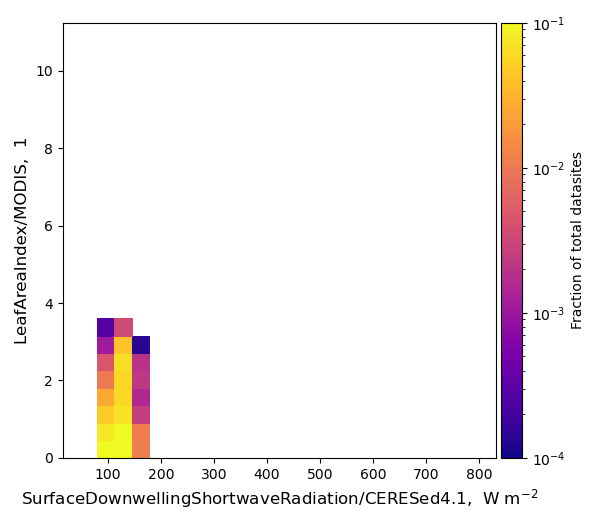 10
8
6
4
2
0
LeafAreaIndex/MODIS, 1
100 200 300 400 500 600 700 800
SurfaceDownwellingShortwaveRadiation/CERESed4.1, W m⁻²
10⁻¹
10⁻²
10⁻³
10⁻⁴
Fraction of total datasites